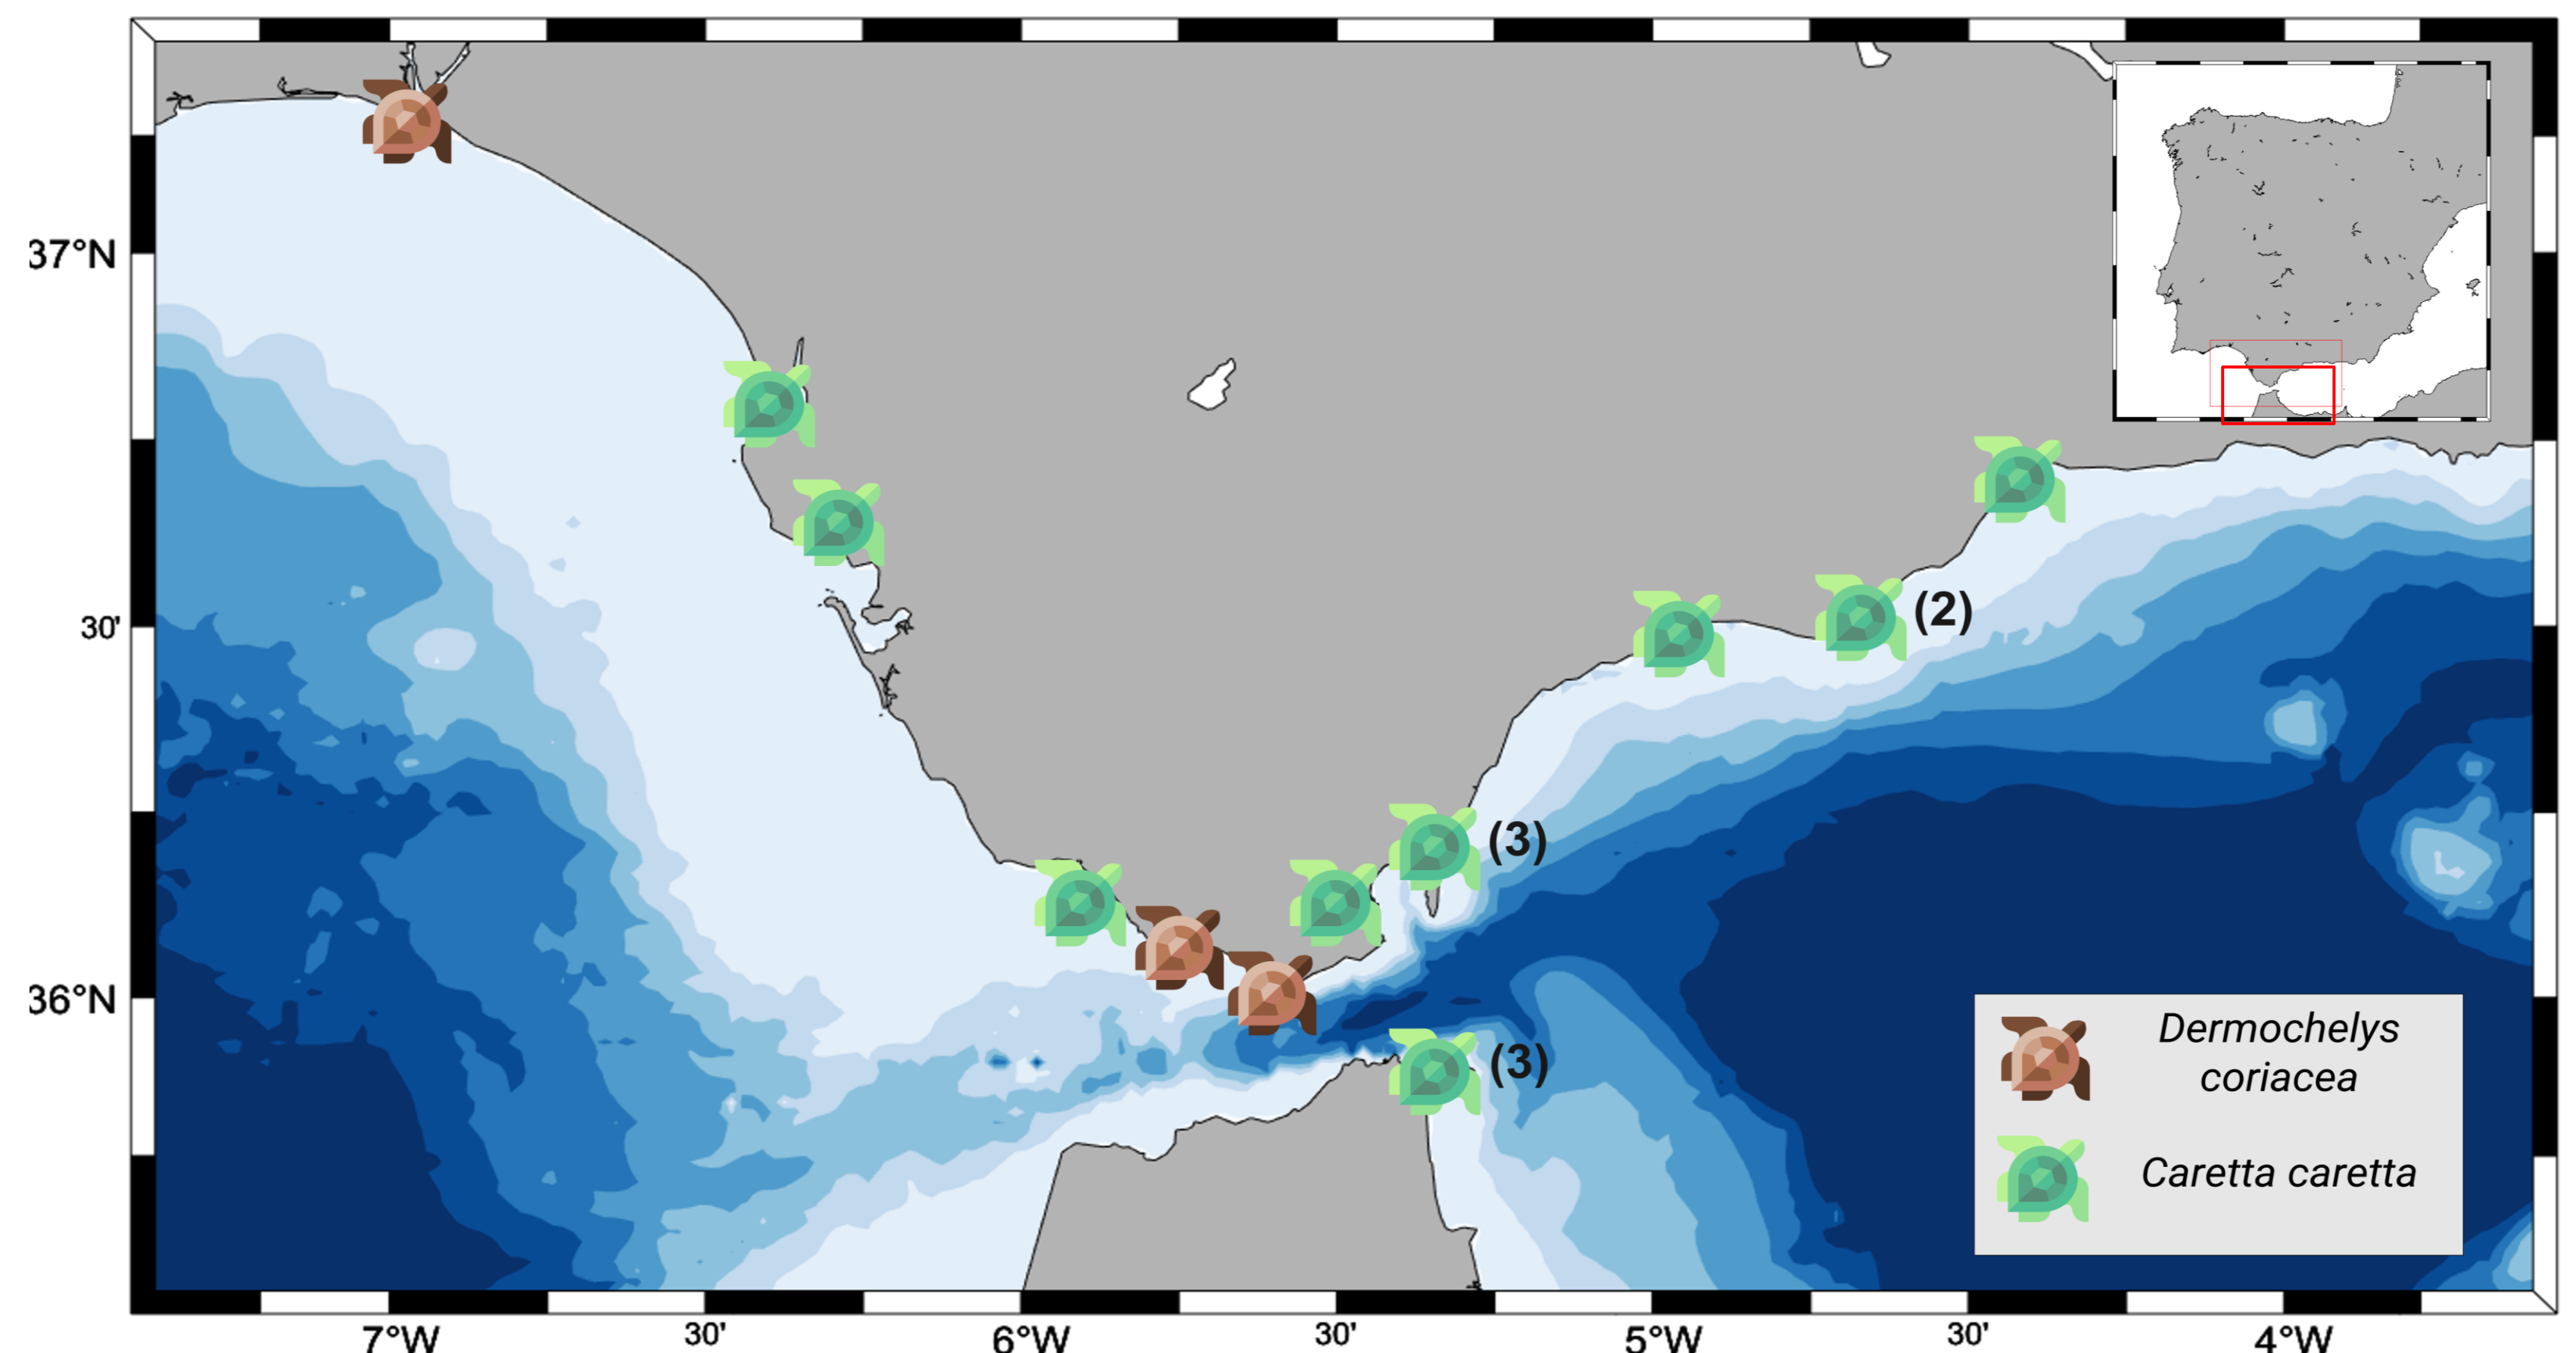 37°N
30'
(2)
(3)
36°N
(3)
Dermochelys
coriacea
Caretta caretta
7°W 30' 6°W 30' 5°W 30' 4°W